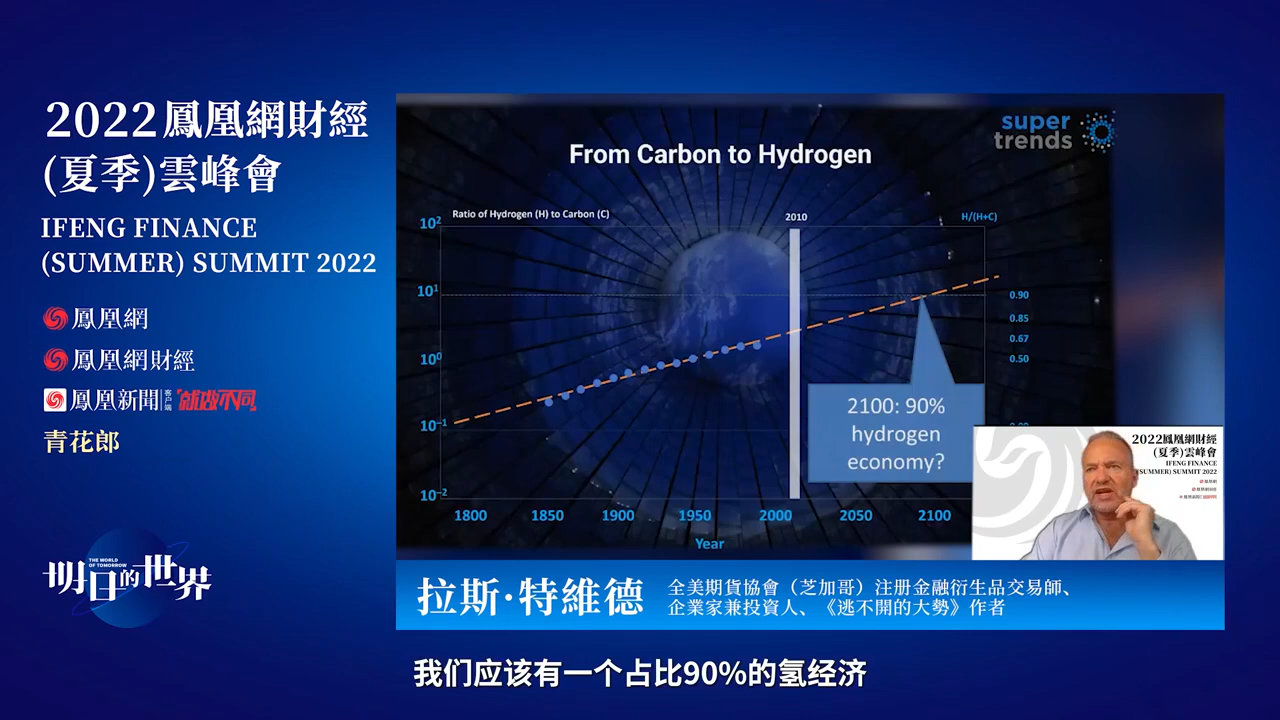 2022鳳凰網財經
(夏季)雲峰會
IFENG FINANCE
(SUMMER) SUMMIT 2022
鳳凰網
鳳凰網財經
鳳凰新聞 客户端 就做不同
青花郎
THE WORLD
OF TOMORROW
明日的世界
super
trends
From Carbon to Hydrogen
Ratio of Hydrogen (H) to Carbon (C)
2010
H/(H+C)
10²
10¹
10⁰
10⁻¹
10⁻²
0.90
0.85
0.67
0.50
2100: 90%
hydrogen
economy?
1800
1850
1900
1950
2000
2050
2100
Year
2022鳳凰網財經
(夏季)雲峰會
IFENG FINANCE
(SUMMER) SUMMIT 2022
拉斯·特維德
全美期貨協會（芝加哥）注册金融衍生品交易師、
企業家兼投資人、《逃不開的大勢》作者
我们应该有一个占比90%的氢经济